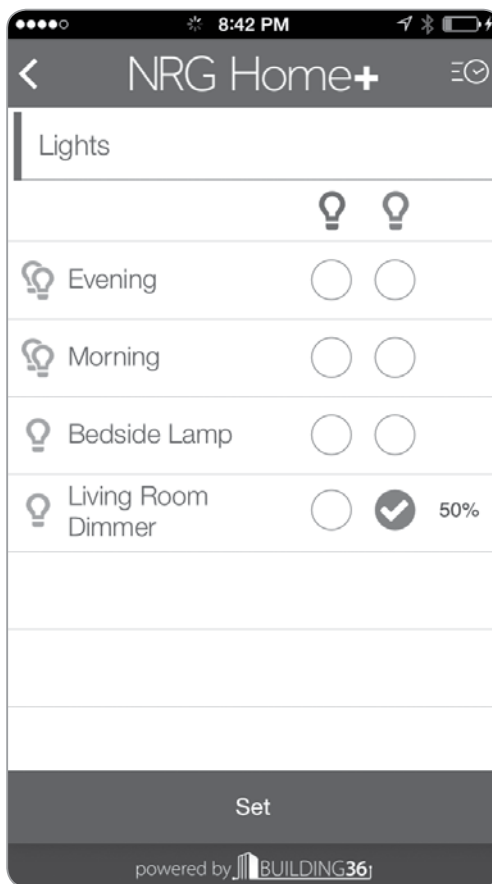 8:42 PM
NRG Home+
Lights
Evening
Morning
Bedside Lamp
Living Room
Dimmer
50%
Set
powered by BUILDING36